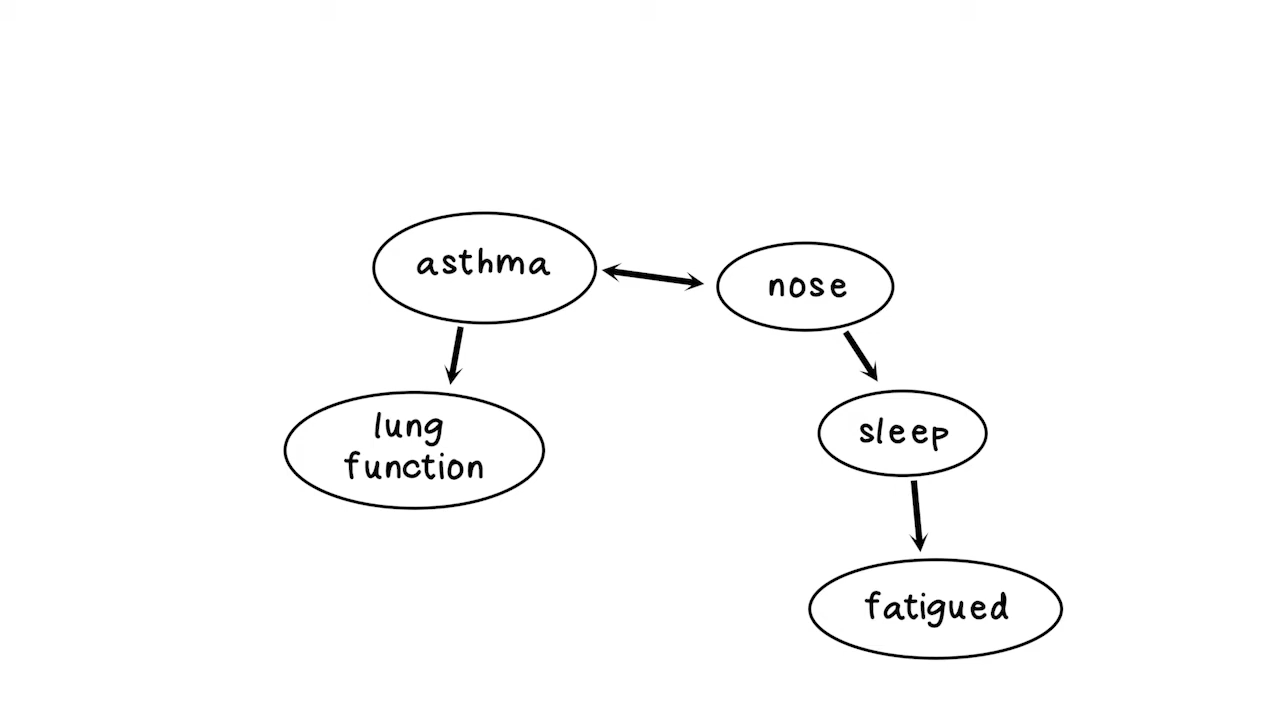 asthma
nose
lung
function
sleep
fatigued